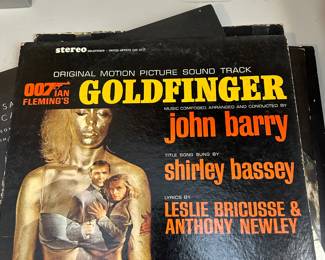 stereo
ORIGINAL MOTION PICTURE SOUND TRACK
007 IAN
FLEMING'S
GOLDFINGER
MUSIC COMPOSED ARRANGED AND CONDUCTED BY
john barry
TITLE SONG SUNG BY
shirley bassey
LYRICS BY
LESLIE BRICUSSE &
ANTHONY NEWLEY